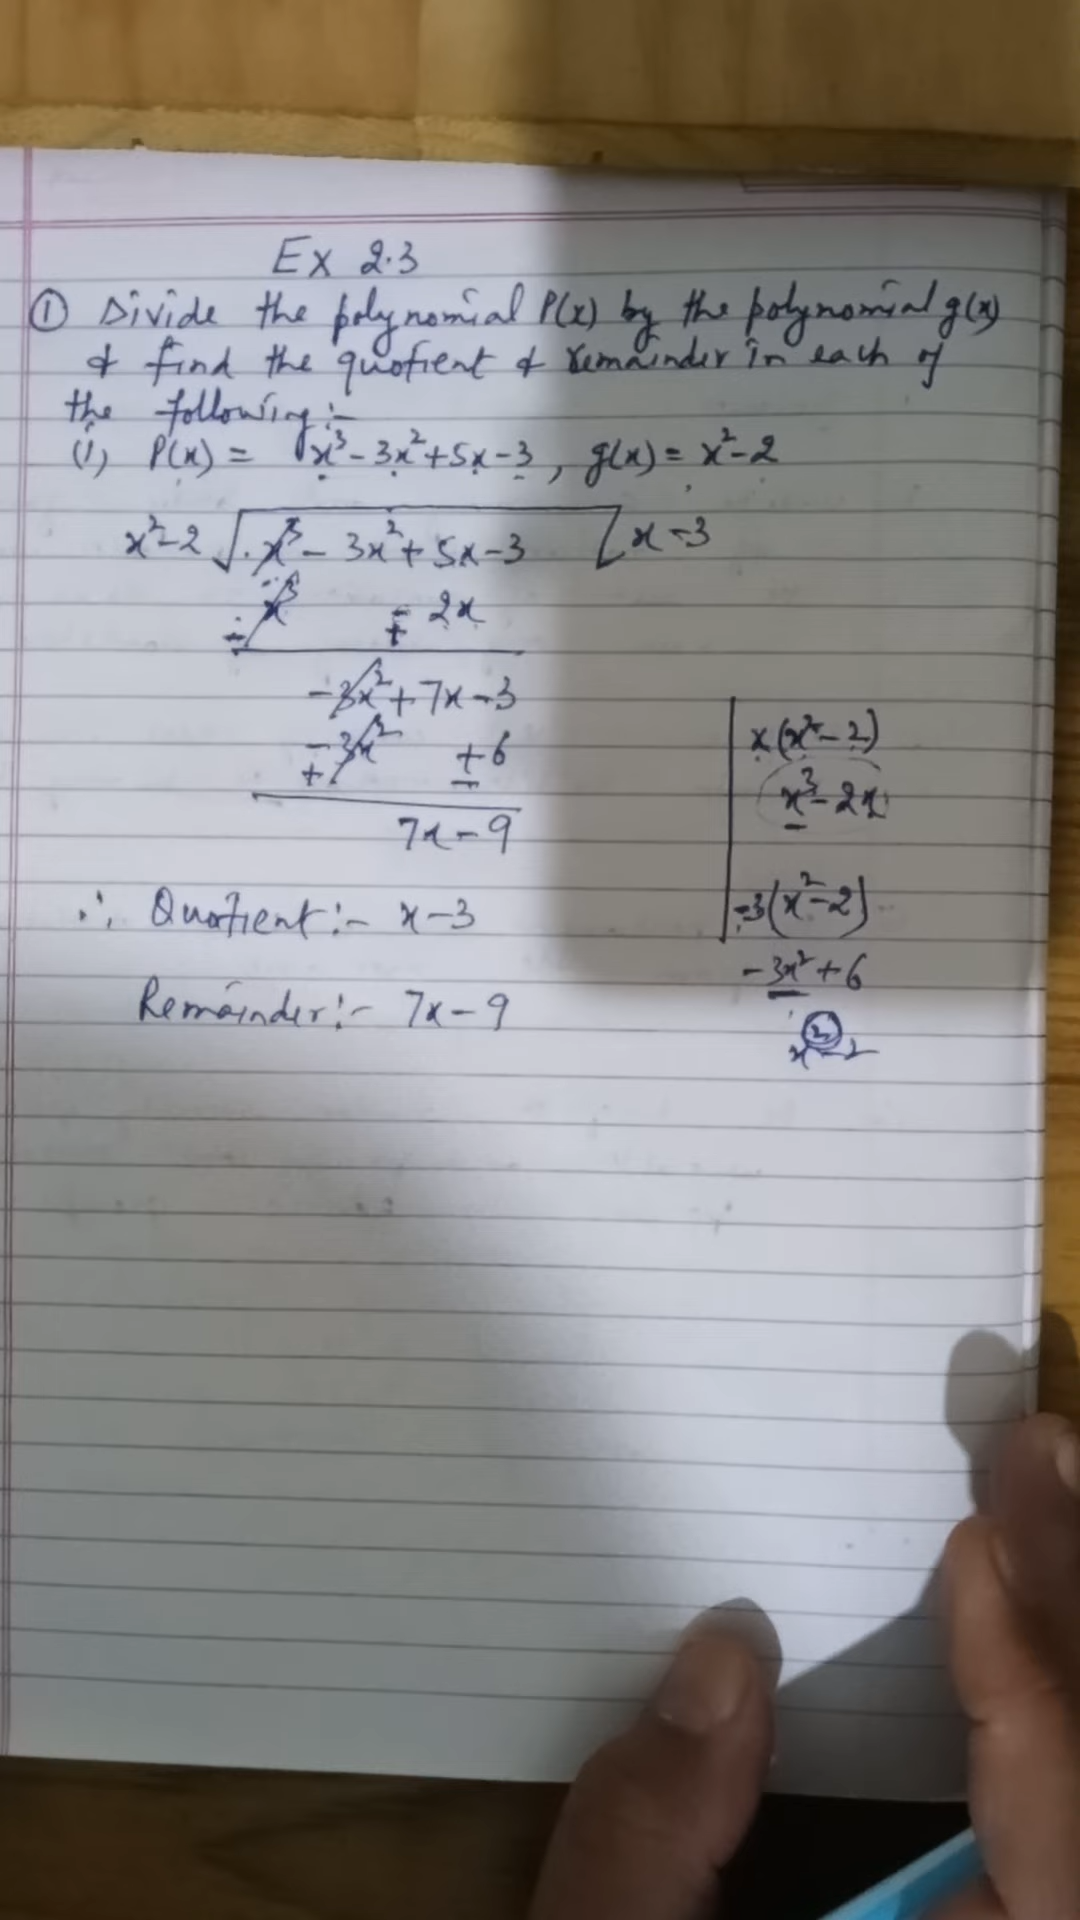 Ex 2.3
① Divide the polynomial P(x) by the polynomial g(x)
& find the quotient & remainder in each of
the following:-
(i) P(x) = x³ - 3x² + 5x - 3, g(x) = x² - 2
x² - 2 √ x³ - 3x² + 5x - 3 [ x - 3
x³ - 2x
- +
-3x² + 7x - 3
-3x² + 6
+ -
7x - 9
∴ Quotient:- x - 3
Remainder:- 7x - 9
x(x² - 2)
x³ - 2x
-3(x² - 2)
-3x² + 6
x² - 2